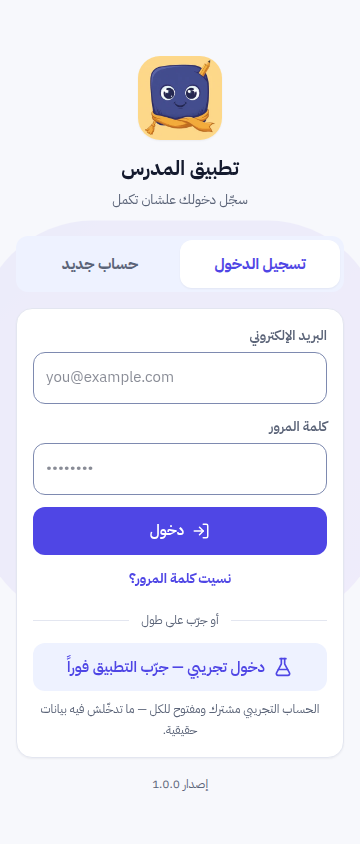 تطبيق المدرس
سجّل دخولك علشان تكمل
تسجيل الدخول
حساب جديد
البريد الإلكتروني
you@example.com
كلمة المرور
••••••••
دخول
نسيت كلمة المرور؟
أو جرّب على طول
دخول تجريبي — جرّب التطبيق فوراً
الحساب التجريبي مشترك ومفتوح للكل — ما تدخّلش فيه بيانات
حقيقية.
إصدار 1.0.0